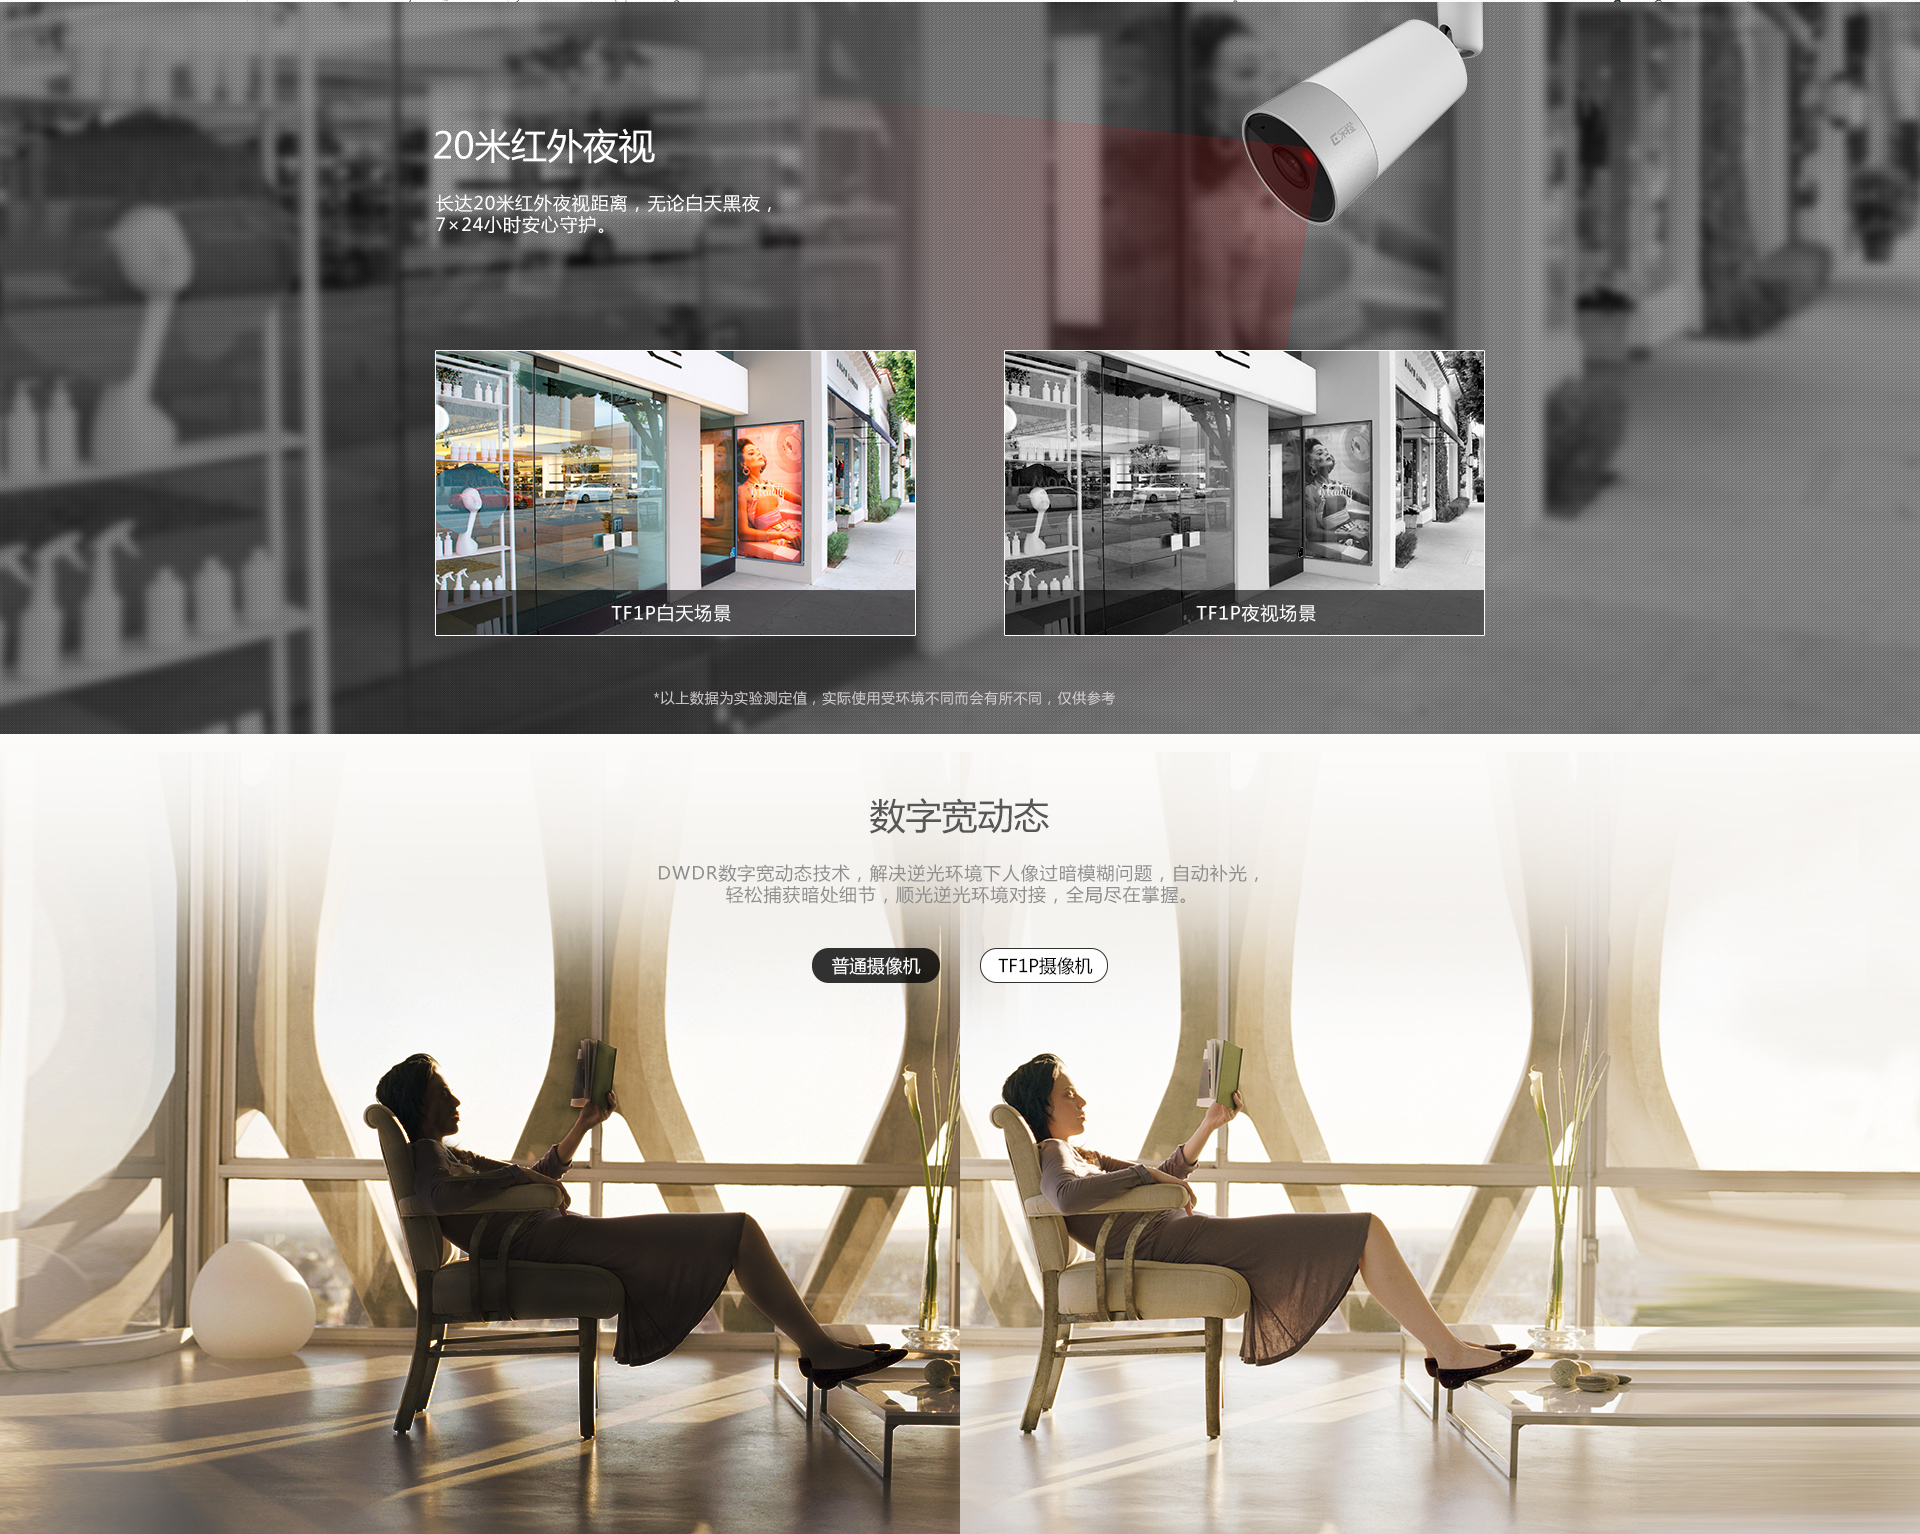 20米红外夜视
长达20米红外夜视距离，无论白天黑夜，
7×24小时安心守护。
TF1P白天场景
TF1P夜视场景
*以上数据为实验测定值，实际使用受环境不同而会有所不同，仅供参考
数字宽动态
DWDR数字宽动态技术，解决逆光环境下人像过暗模糊问题，自动补光，
轻松捕获暗处细节，顺光逆光环境对接，全局尽在掌握。
普通摄像机
TF1P摄像机